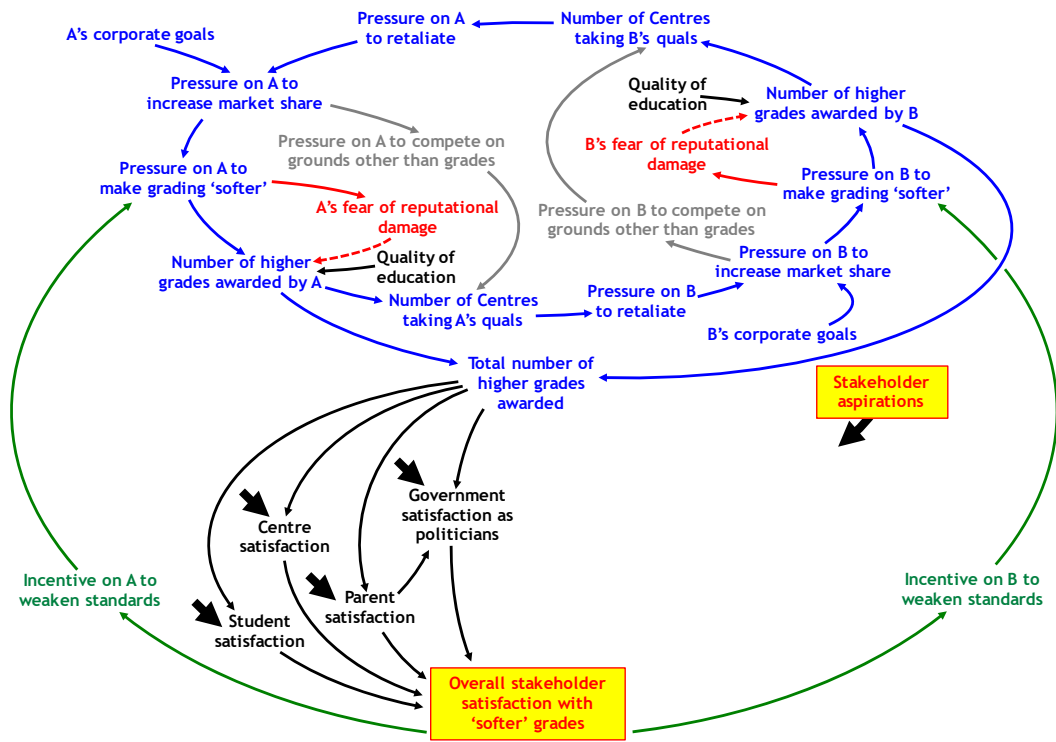 A's corporate goals
Pressure on A
to retaliate
Number of Centres
taking B's quals
Pressure on A to
increase market share
Quality of
education
Number of higher
grades awarded by B
Pressure on A to compete on
grounds other than grades
B's fear of reputational
damage
Pressure on A to
make grading 'softer'
Pressure on B to
make grading 'softer'
A's fear of reputational
damage
Pressure on B to compete on
grounds other than grades
Number of higher
grades awarded by A
Quality of
education
Pressure on B to
increase market share
Number of Centres
taking A's quals
Pressure on B
to retaliate
B's corporate goals
Total number of
higher grades
awarded
Stakeholder
aspirations
Government
satisfaction as
politicians
Centre
satisfaction
Incentive on A to
weaken standards
Parent
satisfaction
Student
satisfaction
Incentive on B to
weaken standards
Overall stakeholder
satisfaction with
'softer' grades